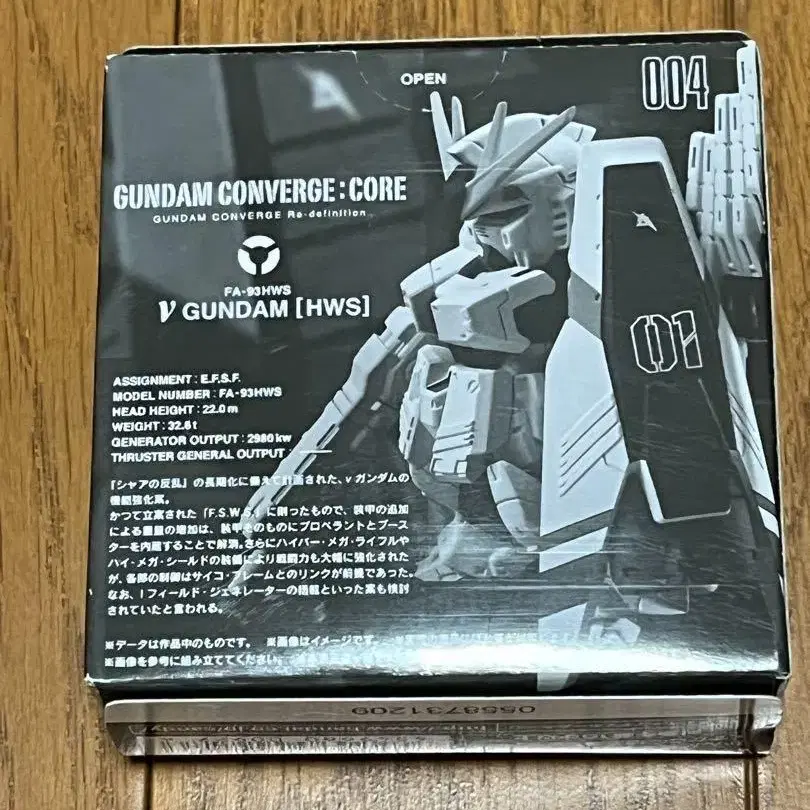 OPEN
004
GUNDAM CONVERGE:CORE
GUNDAM CONVERGE Re-definition
FA-93HWS
ν GUNDAM [HWS]
01
ASSIGNMENT : E.F.S.F.
MODEL NUMBER : FA-93HWS
HEAD HEIGHT : 22.0 m
WEIGHT : 32.6 t
GENERATOR OUTPUT : 2980 kw
THRUSTER GENERAL OUTPUT : ——
「シャアの反乱」の長期化に備えて計画された、ν ガンダムの
機能強化案。
かつて立案された「F.S.W.S.」に則ったもので、装甲の追加
による重量の増加は、装甲そのものにプロペラントとブース
ターを内蔵することで解消。さらにハイパー・メガ・ライフルや
ハイ・メガ・シールドの装備により戦闘力も大幅に強化された
が、各部の制御はサイコ・フレームとのリンクが前提であった。
なお、I フィールド・ジェネレーターの搭載といった案も検討
されていたと言われる。
※データは作品中のものです。 ※画像はイメージです。
※画像を参考に組み立ててください。
0558731209